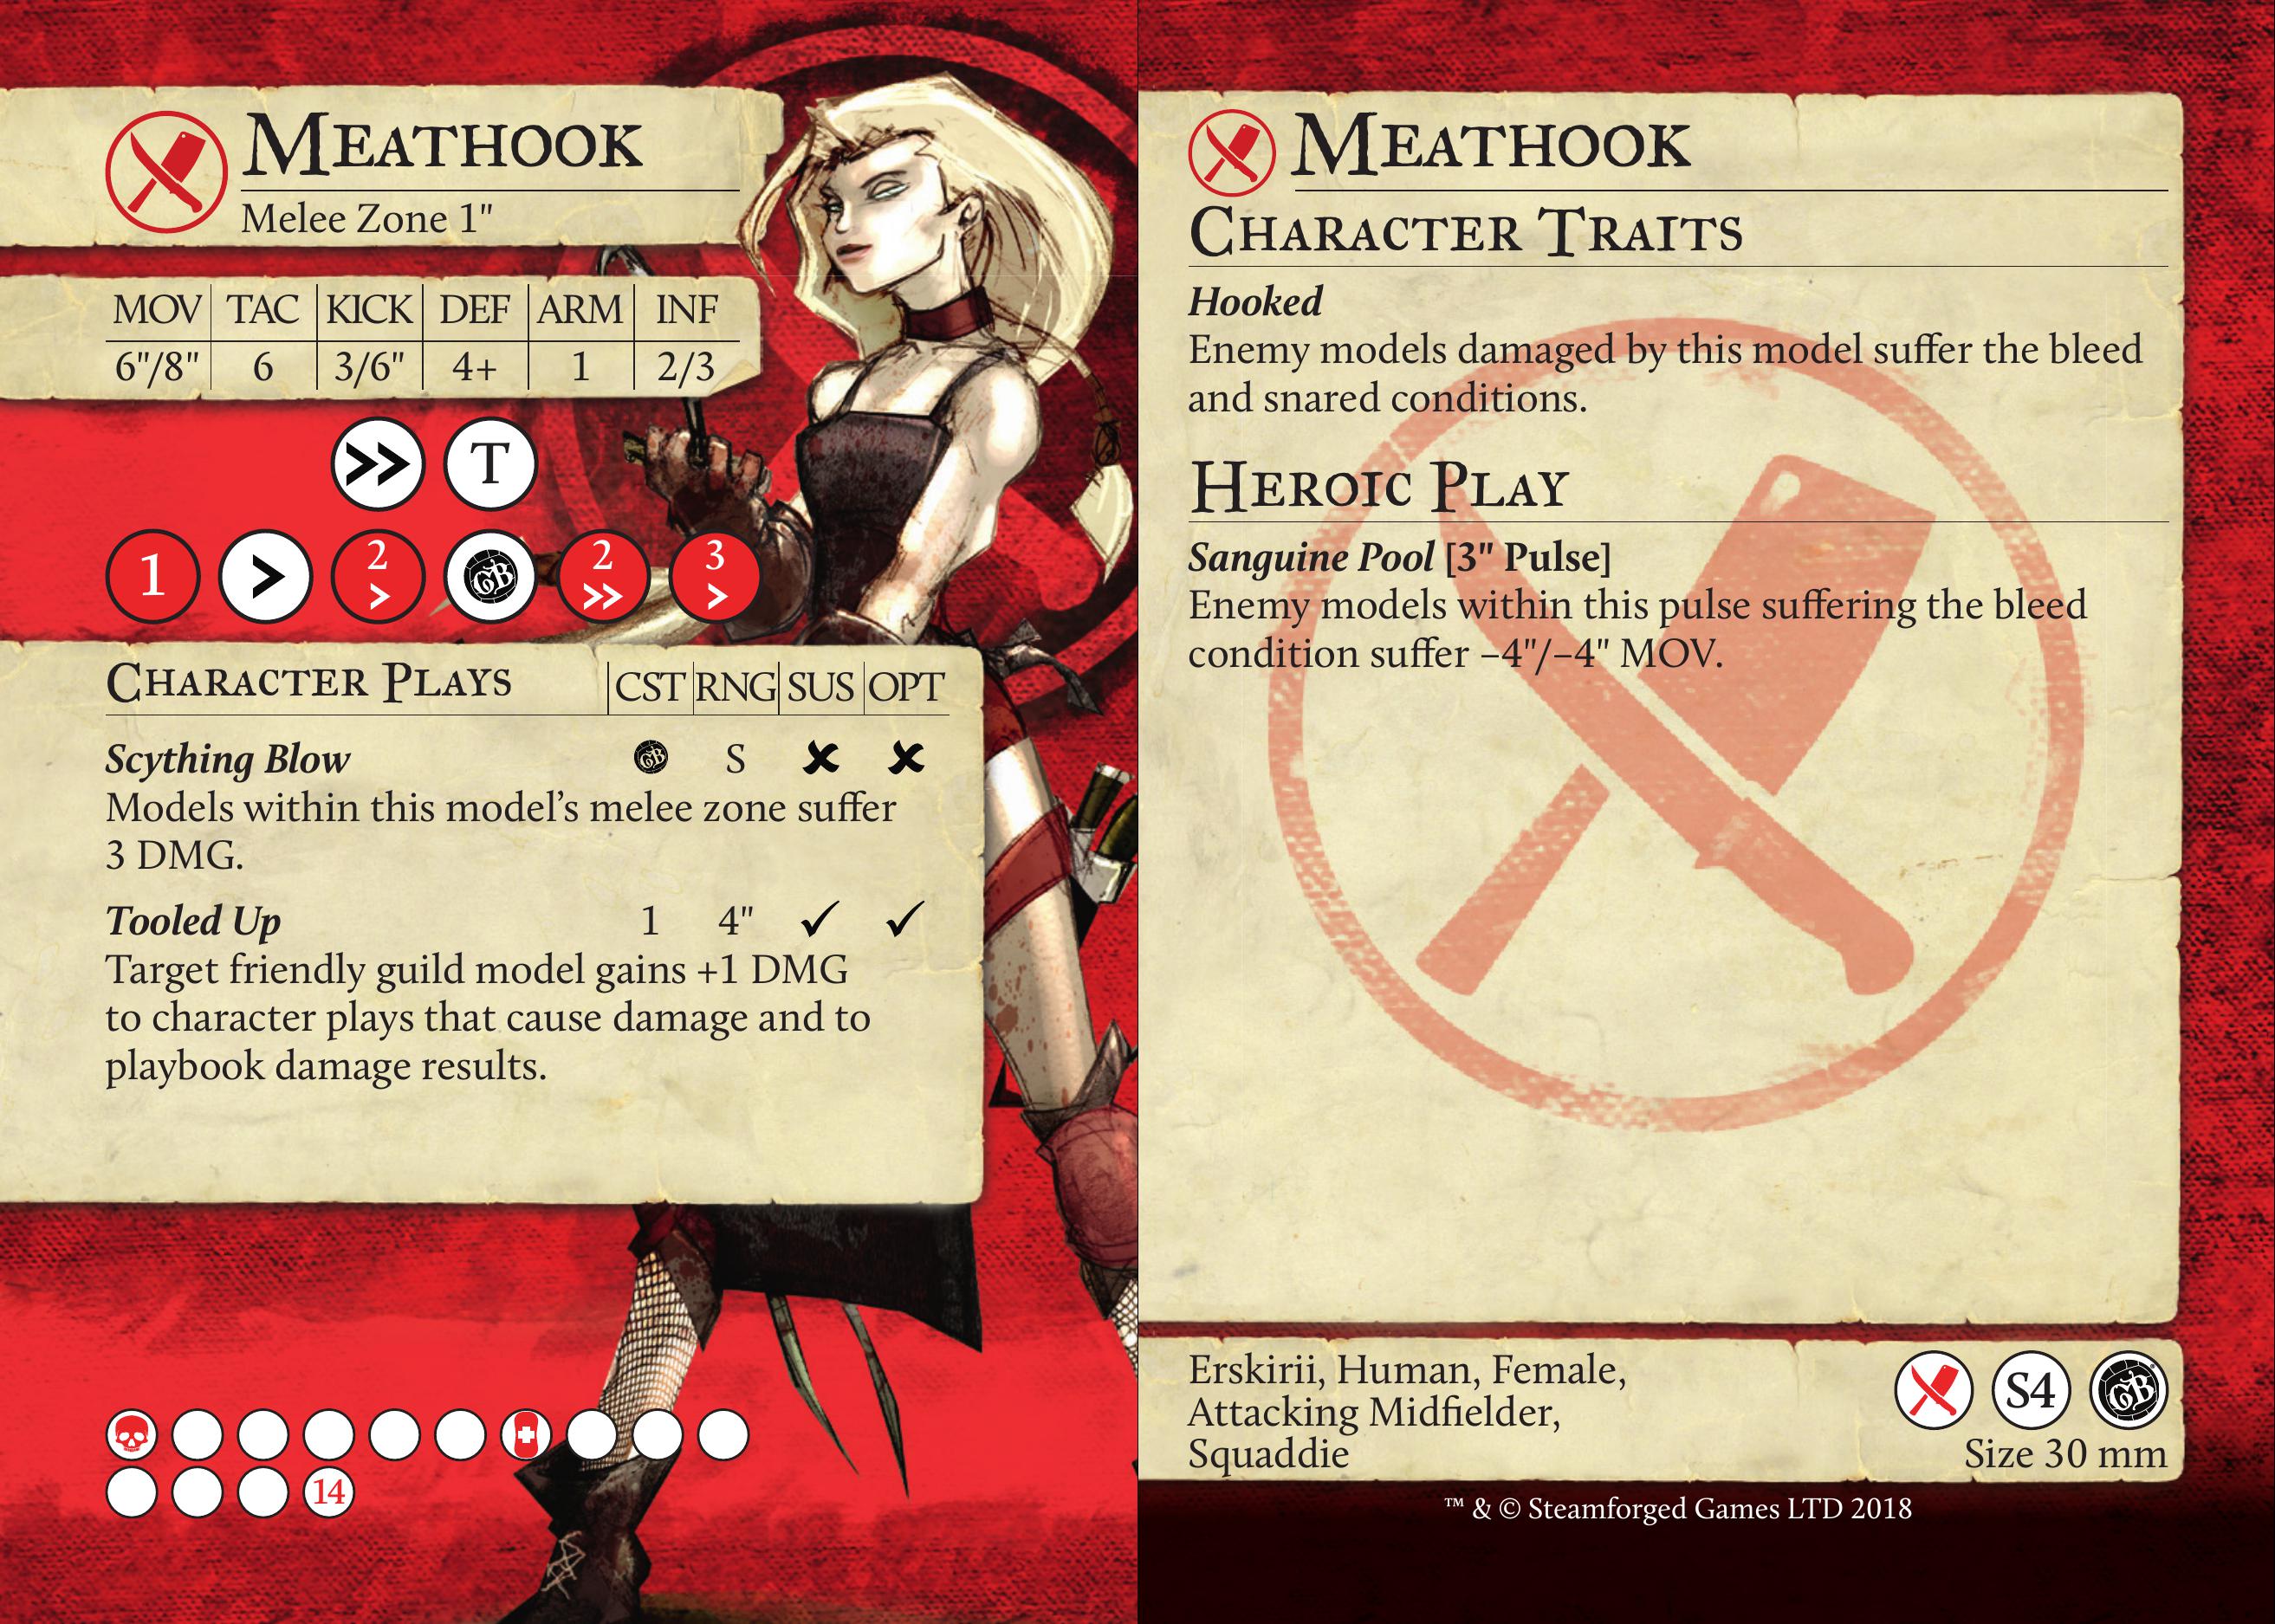 MEATHOOK
Melee Zone 1"
MOV TAC KICK DEF ARM INF
6"/8" 6 3/6" 4+ 1 2/3
>> T
1 > 2 > GB 2 >> 3 >
CHARACTER PLAYS CST RNG SUS OPT
Scything Blow GB S ✘ ✘
Models within this model’s melee zone suffer
3 DMG.
Tooled Up 1 4" ✓ ✓
Target friendly guild model gains +1 DMG
to character plays that cause damage and to
playbook damage results.
14
MEATHOOK
CHARACTER TRAITS
Hooked
Enemy models damaged by this model suffer the bleed
and snared conditions.
HEROIC PLAY
Sanguine Pool [3" Pulse]
Enemy models within this pulse suffering the bleed
condition suffer –4"/–4" MOV.
Erskirii, Human, Female,
Attacking Midfielder,
Squaddie
S4 GB
Size 30 mm
™ & © Steamforged Games LTD 2018